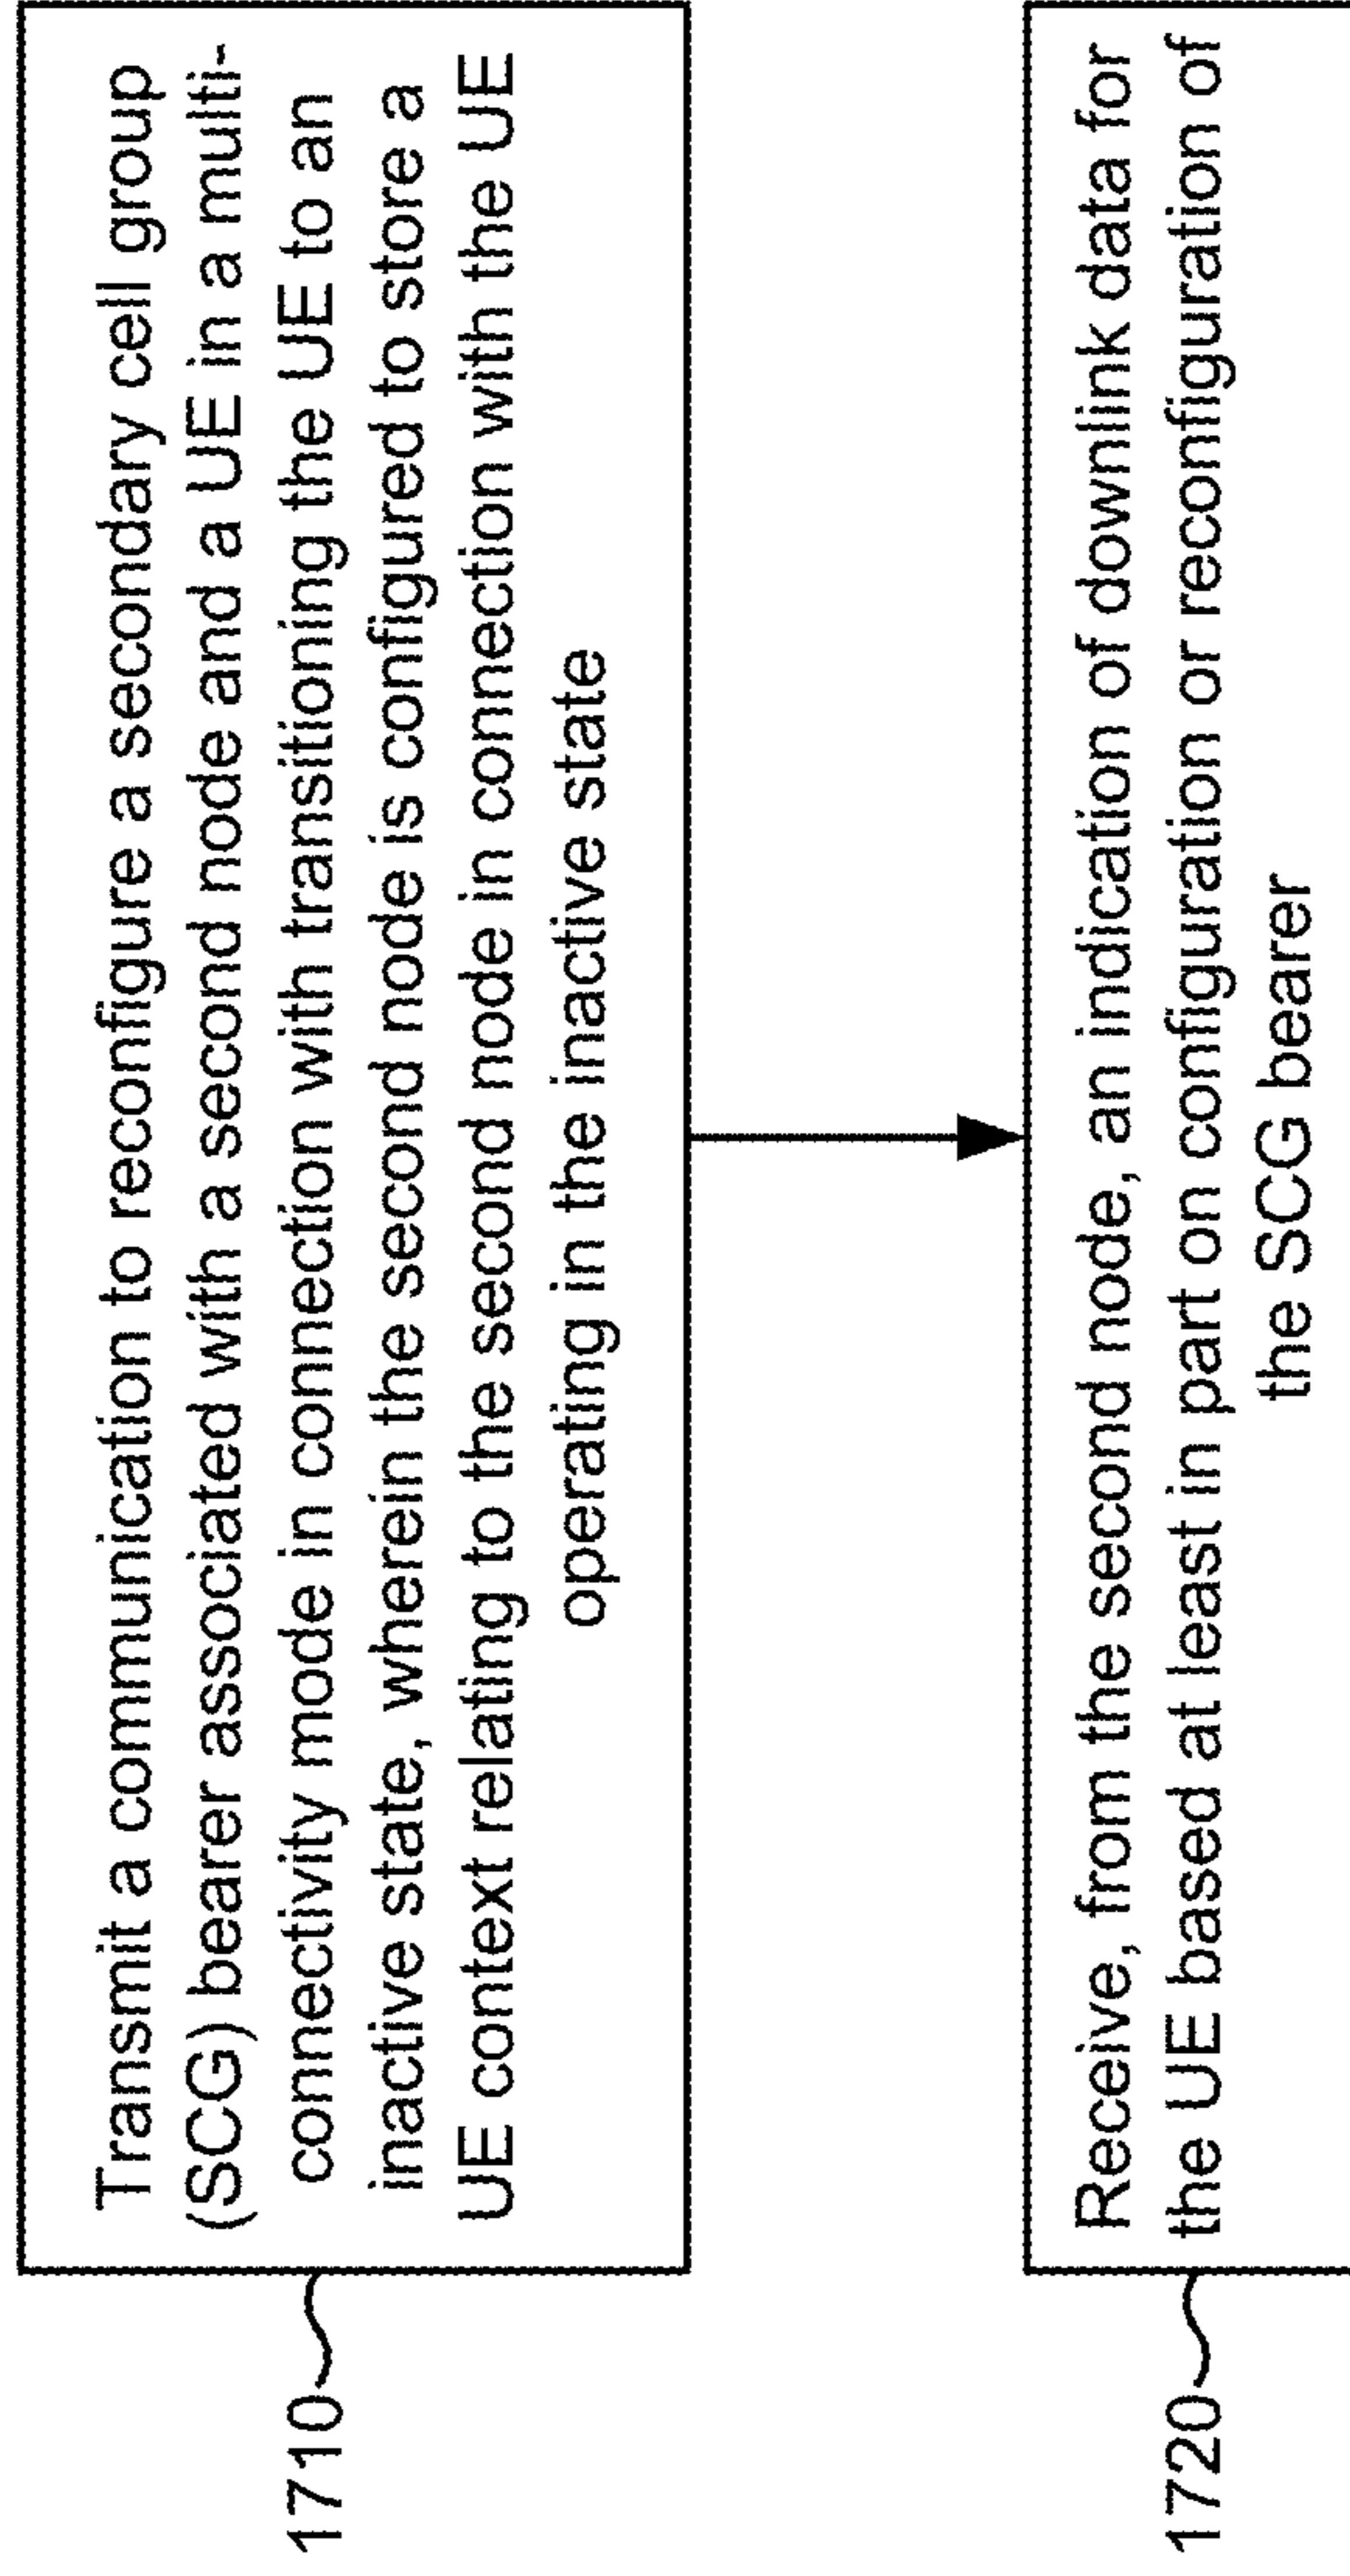 Transmit a communication to reconfigure a secondary cell group
(SCG) bearer associated with a second node and a UE in a multi-
connectivity mode in connection with transitioning the UE to an
inactive state, wherein the second node is configured to store a
UE context relating to the second node in connection with the UE
operating in the inactive state
1710
Receive, from the second node, an indication of downlink data for
the UE based at least in part on configuration or reconfiguration of
the SCG bearer
1720